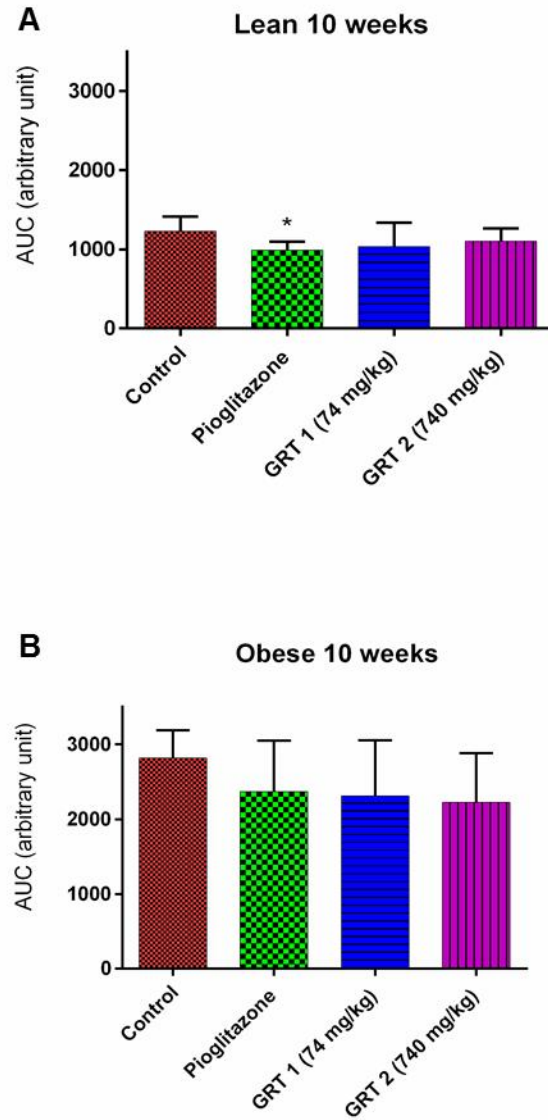 A
Lean 10 weeks
AUC (arbitrary unit)
3000
2000
1000
0
*
Control
Pioglitazone
GRT 1 (74 mg/kg)
GRT 2 (740 mg/kg)
B
Obese 10 weeks
AUC (arbitrary unit)
3000
2000
1000
0
Control
Pioglitazone
GRT 1 (74 mg/kg)
GRT 2 (740 mg/kg)